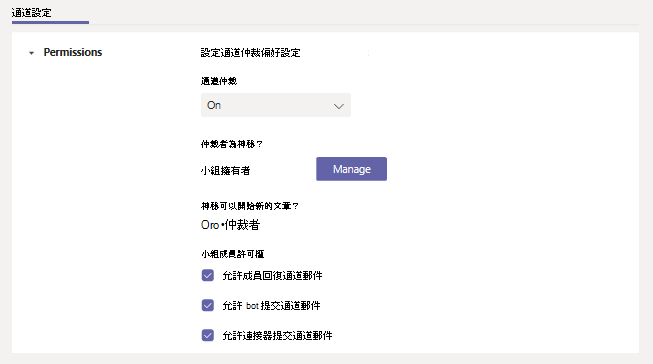 通道設定
Permissions
設定通道仲裁偏好設定
通道仲裁
On
仲裁者為神移？
小組擁有者
Manage
神移可以開始新的文章？
Oro•仲裁者
小組成員許可權
允許成員回復通道郵件
允許 bot 提交通道郵件
允許連接器提交通道郵件